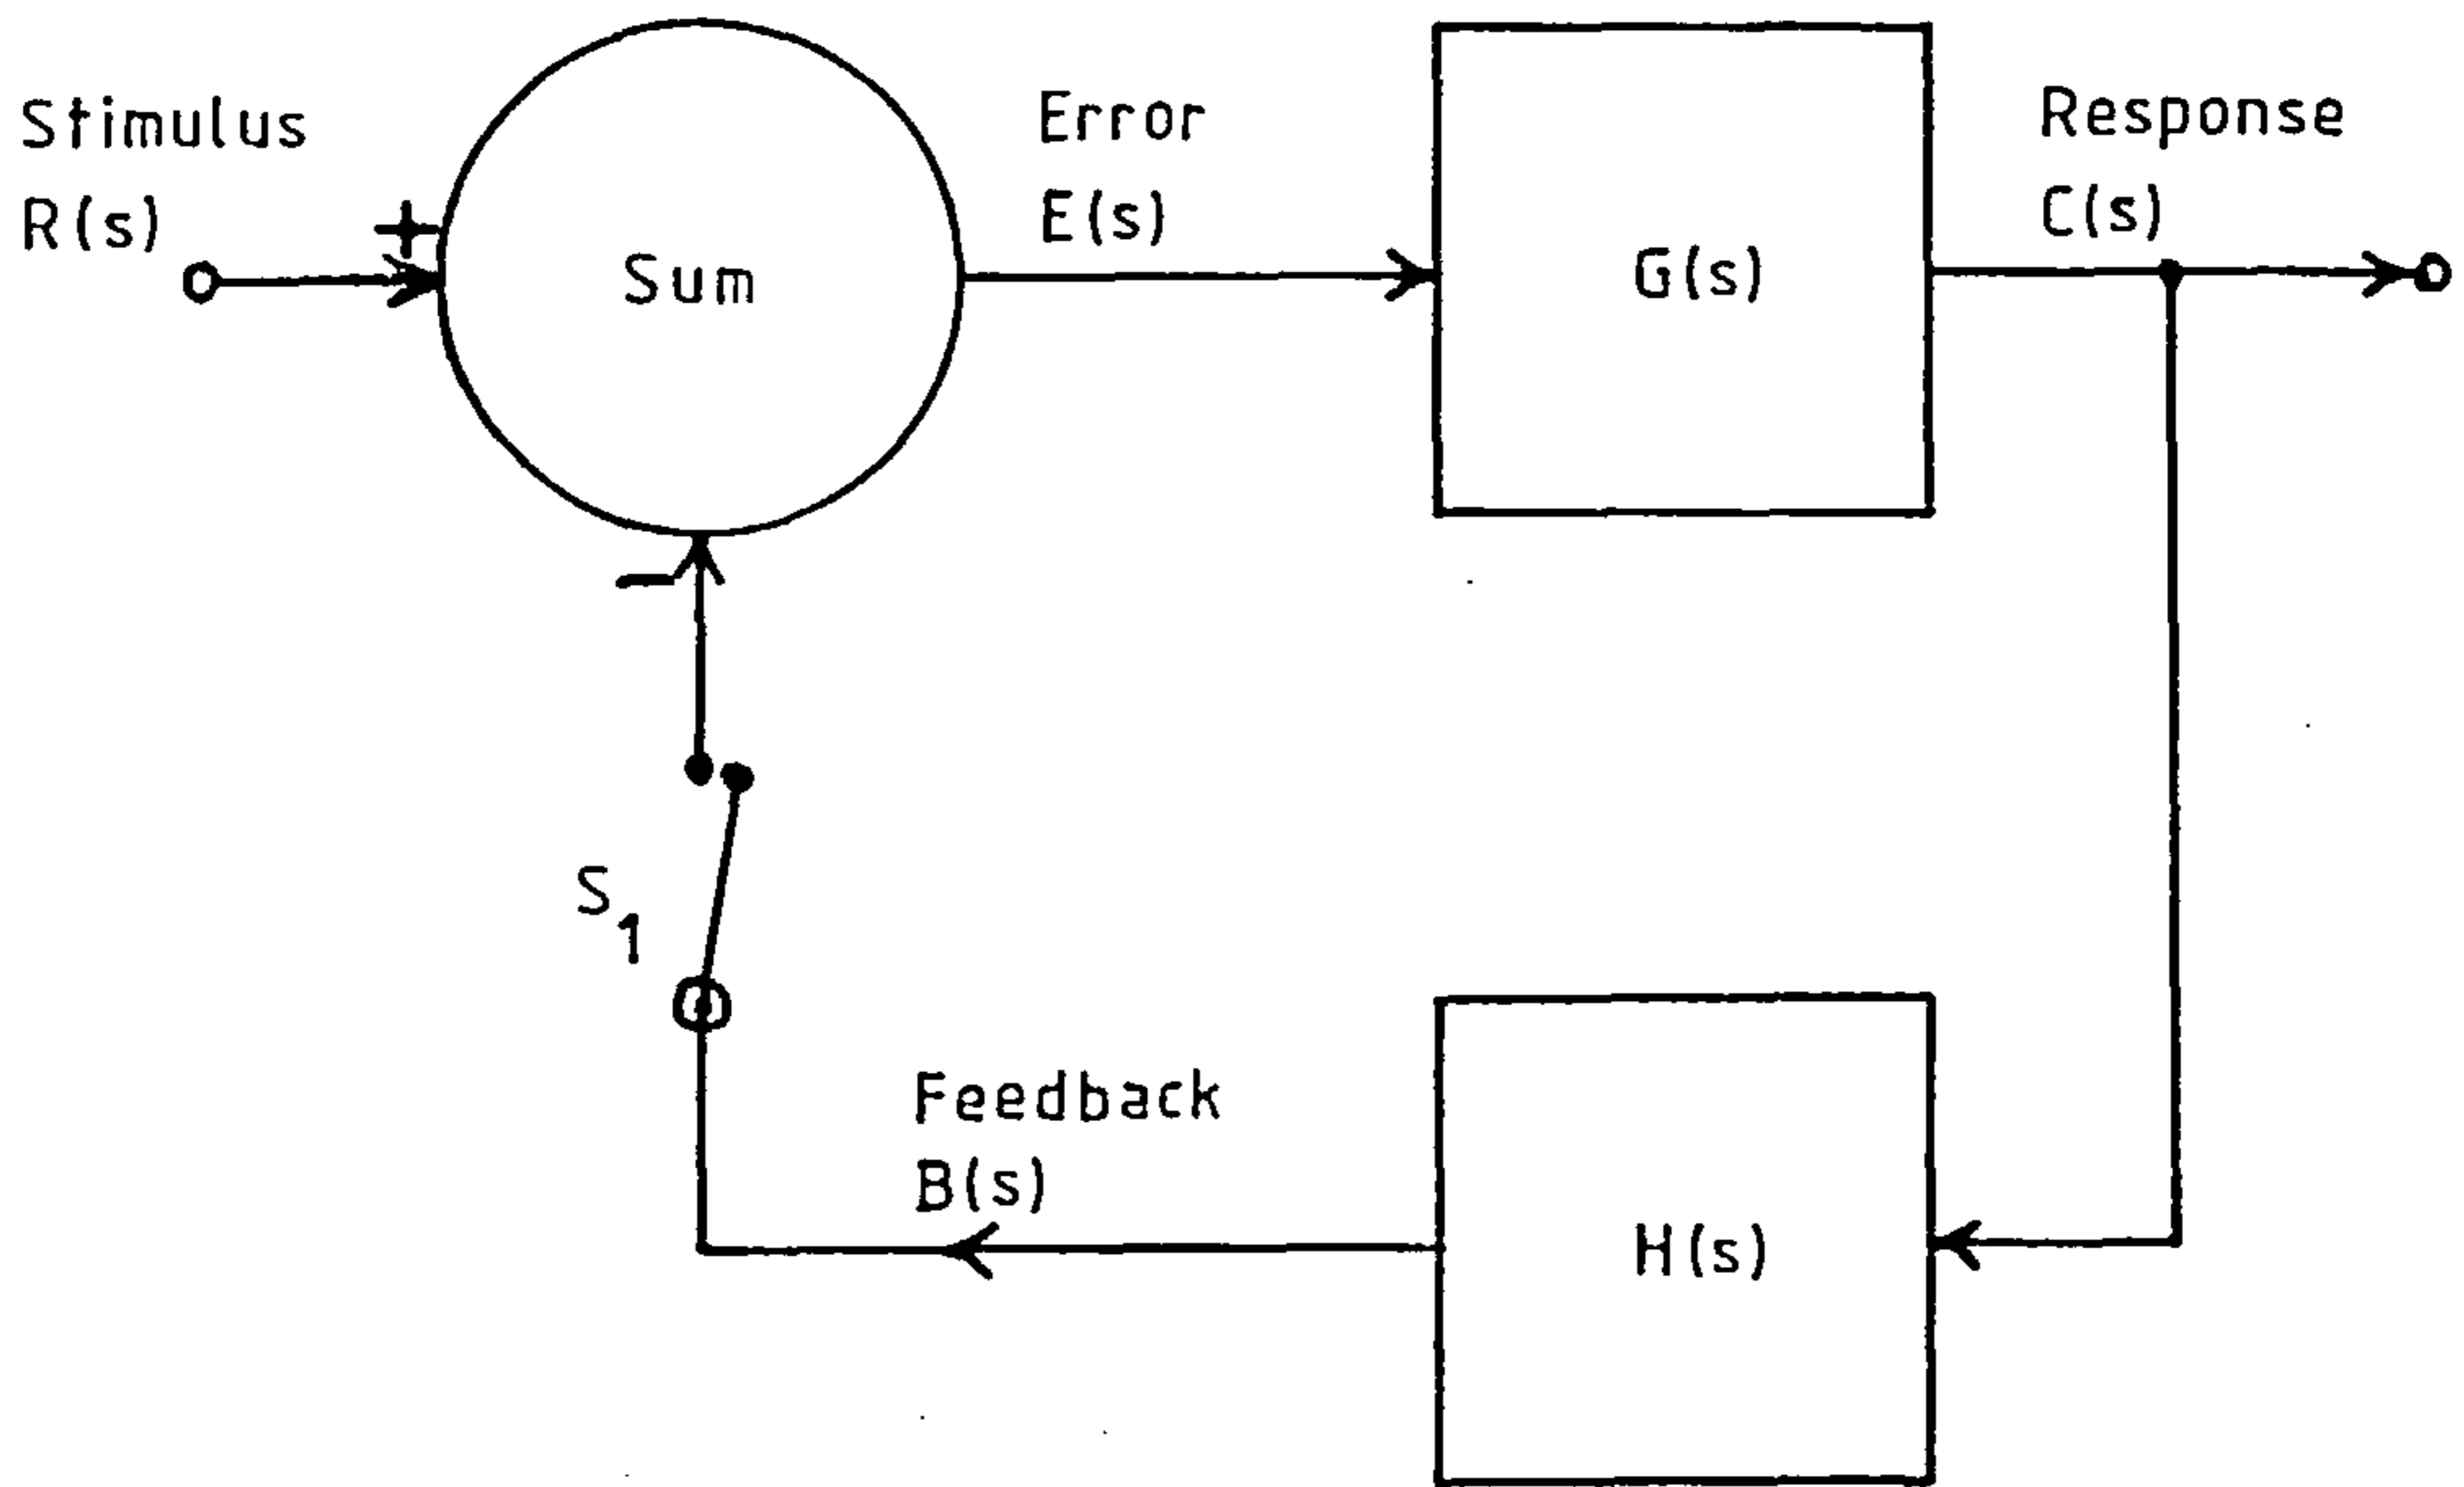 Stimulus
R(s)
+
Sum
Error
E(s)
G(s)
Response
C(s)
−
S₁
Feedback
B(s)
H(s)